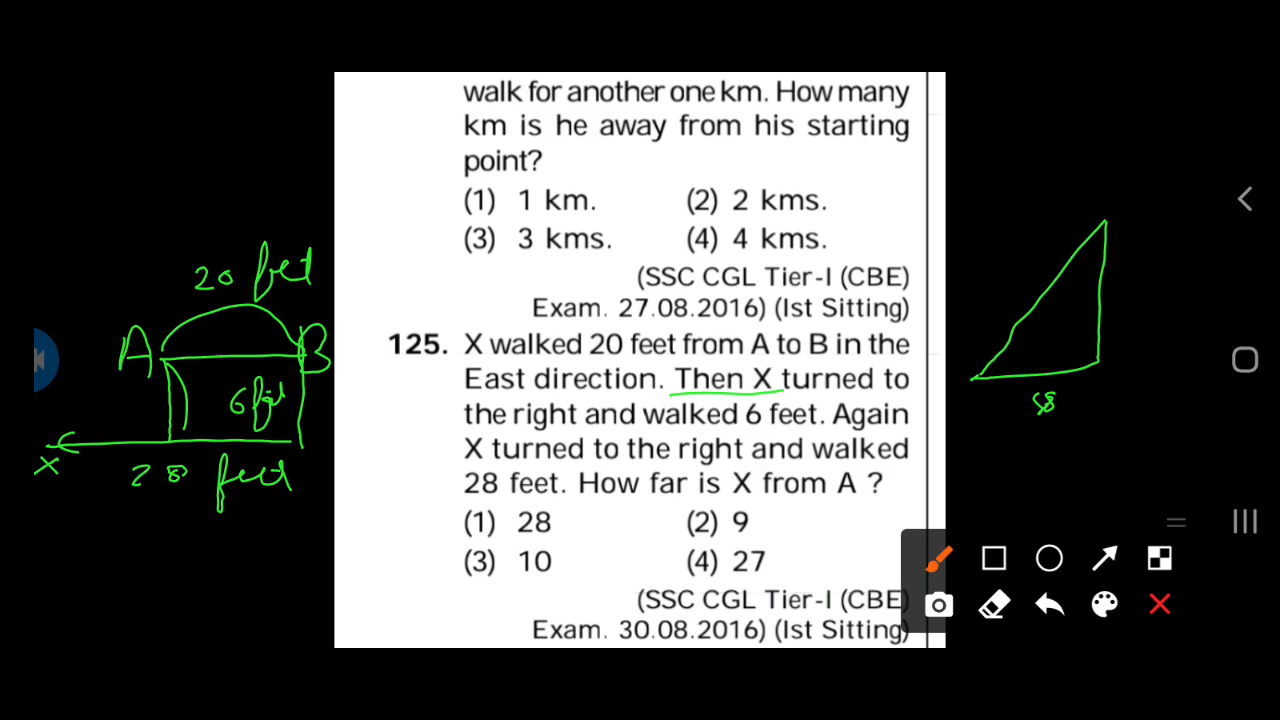 walk for another one km. How many
km is he away from his starting
point?
(1) 1 km. (2) 2 kms.
(3) 3 kms. (4) 4 kms.
(SSC CGL Tier-I (CBE)
Exam. 27.08.2016) (Ist Sitting)
125. X walked 20 feet from A to B in the
East direction. Then X turned to
the right and walked 6 feet. Again
X turned to the right and walked
28 feet. How far is X from A ?
(1) 28 (2) 9
(3) 10 (4) 27
(SSC CGL Tier-I (CBE)
Exam. 30.08.2016) (Ist Sitting)
20 feet
A B
6 feet
X
28 feet